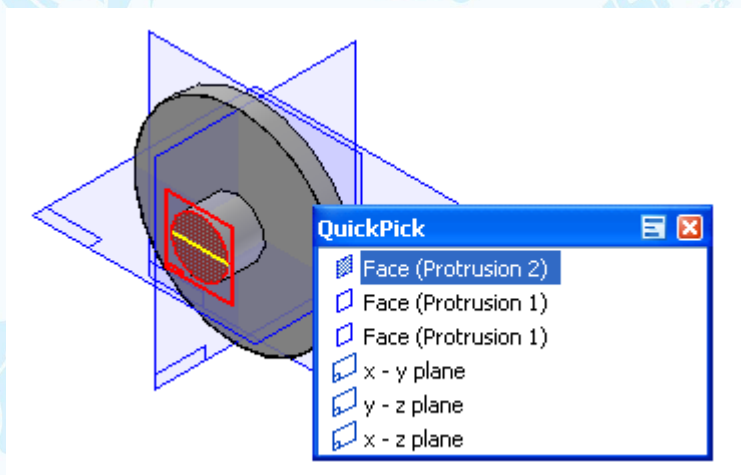 QuickPick
Face (Protrusion 2)
Face (Protrusion 1)
Face (Protrusion 1)
x - y plane
y - z plane
x - z plane